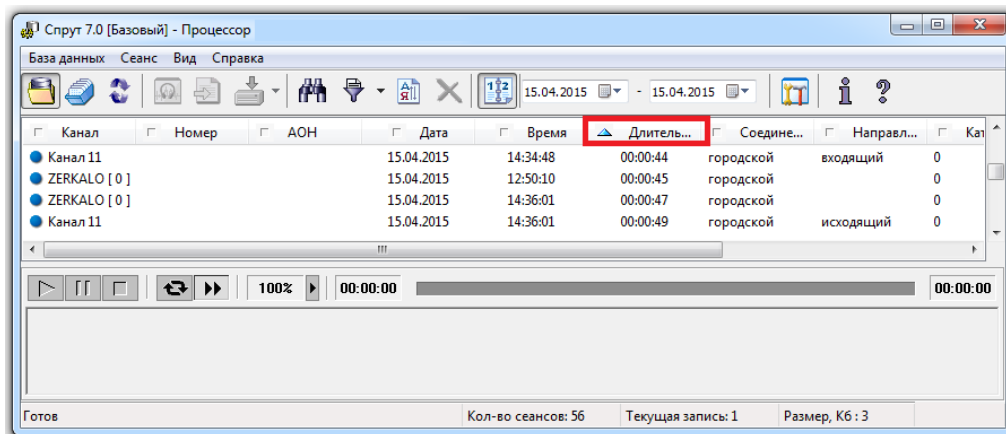 Спрут 7.0 [Базовый] - Процессор
База данных Сеанс Вид Справка
15.04.2015 - 15.04.2015
Канал Номер АОН Дата Время Длитель... Соедине... Направл... Кат
Канал 11 15.04.2015 14:34:48 00:00:44 городской входящий 0
ZERKALO [ 0 ] 15.04.2015 12:50:10 00:00:45 городской 0
ZERKALO [ 0 ] 15.04.2015 14:36:01 00:00:47 городской 0
Канал 11 15.04.2015 14:36:01 00:00:49 городской исходящий 0
100% 00:00:00 00:00:00
Готов Кол-во сеансов: 56 Текущая запись: 1 Размер, Кб : 3